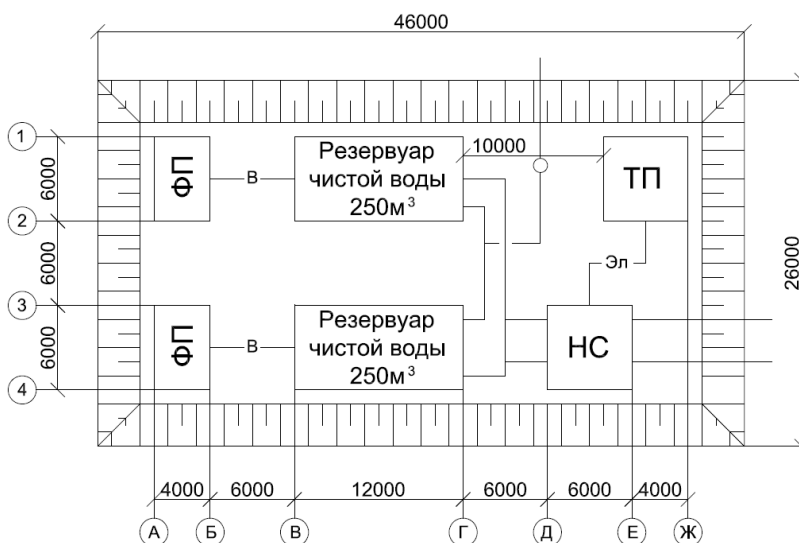 46000
1
2
3
4
6000
6000
6000
ФП
В
Резервуар
чистой воды
250м³
10000
ТП
Эл
26000
ФП
В
Резервуар
чистой воды
250м³
НС
4000
6000
12000
6000
6000
4000
А
Б
В
Г
Д
Е
Ж